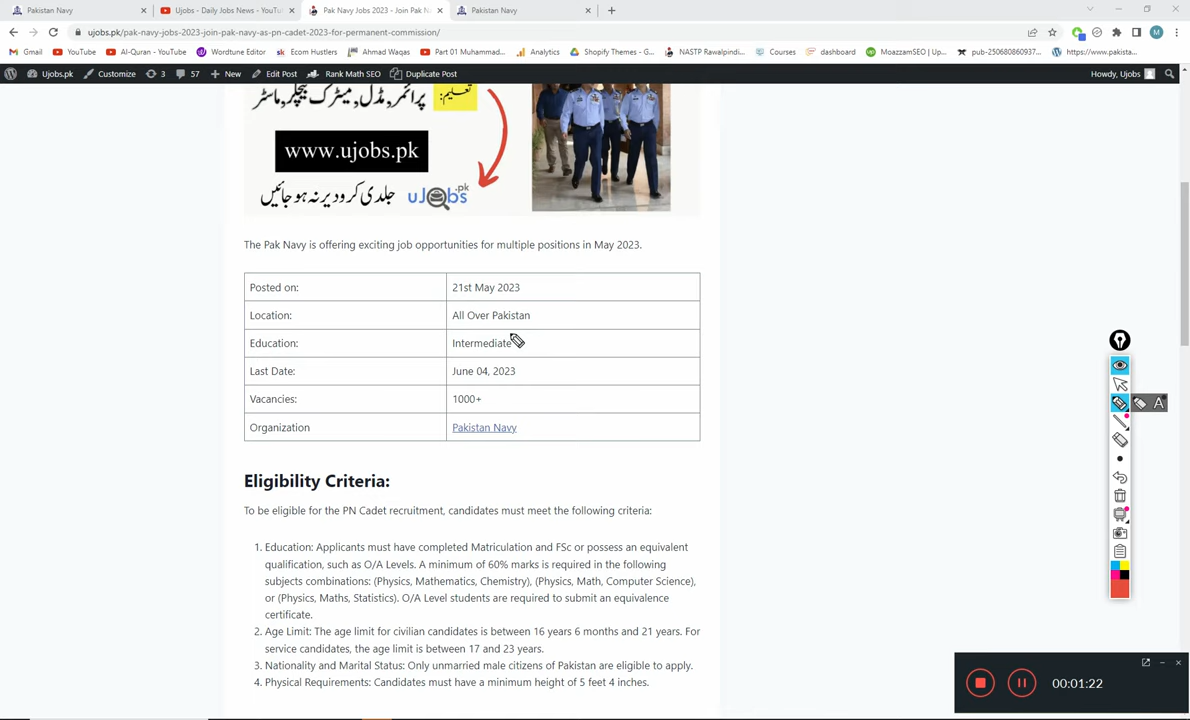 Pakistan Navy
Ujobs - Daily Jobs News - YouTu
Pak Navy Jobs 2023 - Join Pak N
Pakistan Navy
ujobs.pk/pak-navy-jobs-2023-join-pak-navy-as-pn-cadet-2023-for-permanent-commission/
Gmail
YouTube
Al-Quran - YouTube
Wordtune Editor
Ecom Hustlers
Ahmad Waqas
Part 01 Muhammad...
Analytics
Shopify Themes - G...
NASTP Rawalpindi...
Courses
dashboard
MoazzamSEO | Up...
pub-250680860937...
https://www.pakista...
Ujobs.pk
Customize
3
57
New
Edit Post
Rank Math SEO
Duplicate Post
Howdy, Ujobs
تعلیم:
پرائمر,مڈل,میٹرک بیچلر,ماسٹر
www.ujobs.pk
جلدی کرو دیر نہ ہو جائیں
uJobs.pk
The Pak Navy is offering exciting job opportunities for multiple positions in May 2023.
Posted on: 21st May 2023
Location: All Over Pakistan
Education: Intermediate
Last Date: June 04, 2023
Vacancies: 1000+
Organization Pakistan Navy
Eligibility Criteria:
To be eligible for the PN Cadet recruitment, candidates must meet the following criteria:
1. Education: Applicants must have completed Matriculation and FSc or possess an equivalent
qualification, such as O/A Levels. A minimum of 60% marks is required in the following
subjects combinations: (Physics, Mathematics, Chemistry), (Physics, Math, Computer Science),
or (Physics, Maths, Statistics). O/A Level students are required to submit an equivalence
certificate.
2. Age Limit: The age limit for civilian candidates is between 16 years 6 months and 21 years. For
service candidates, the age limit is between 17 and 23 years.
3. Nationality and Marital Status: Only unmarried male citizens of Pakistan are eligible to apply.
4. Physical Requirements: Candidates must have a minimum height of 5 feet 4 inches.
A
00:01:22